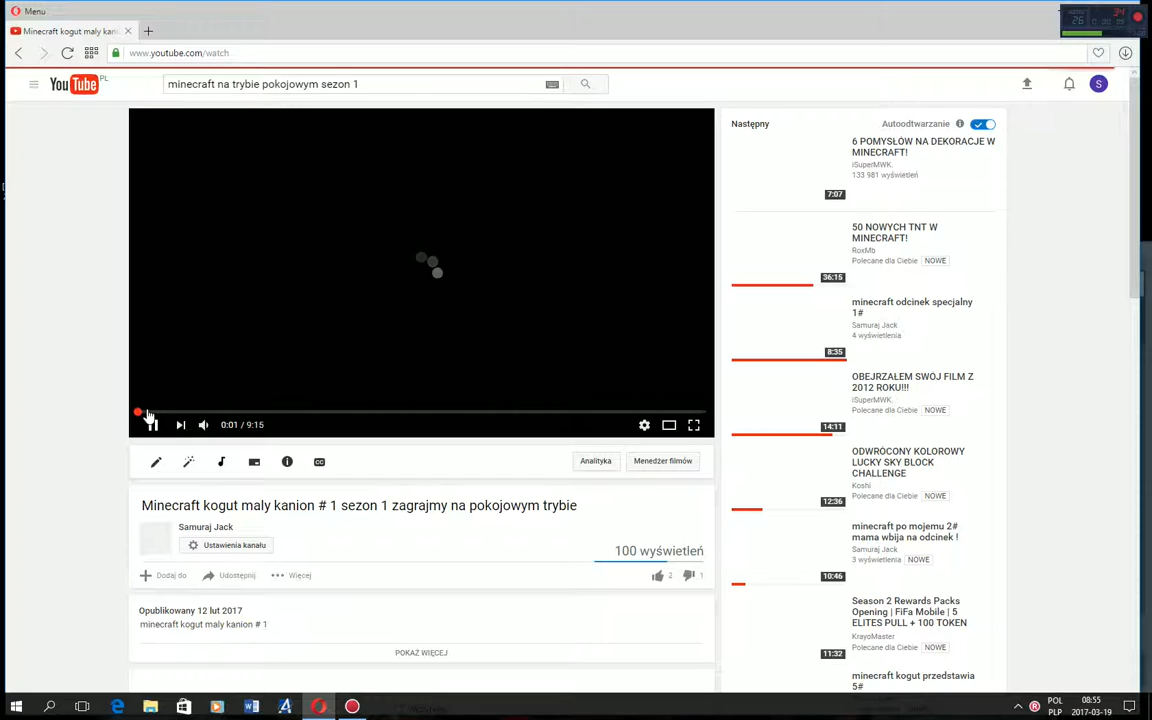 Menu
Minecraft kogut maly kani
www.youtube.com/watch
YouTube PL
minecraft na trybie pokojowym sezon 1
S
Następny
Autoodtwarzanie
6 POMYSŁÓW NA DEKORACJE W
MINECRAFT!
iSuperMWK.
133 981 wyświetleń
7:07
50 NOWYCH TNT W
MINECRAFT!
RoxMb
Polecane dla Ciebie NOWE
36:15
minecraft odcinek specjalny
1#
Samuraj Jack
4 wyświetlenia
8:35
OBEJRZAŁEM SWÓJ FILM Z
2012 ROKU!!!
iSuperMWK.
Polecane dla Ciebie NOWE
14:11
ODWRÓCONY KOLOROWY
LUCKY SKY BLOCK
CHALLENGE
Koshi
Polecane dla Ciebie NOWE
12:36
minecraft po mojemu 2#
mama wbija na odcinek !
Samuraj Jack
3 wyświetlenia NOWE
10:46
Season 2 Rewards Packs
Opening | FiFa Mobile | 5
ELITES PULL + 100 TOKEN
KrayoMaster
Polecane dla Ciebie NOWE
11:32
minecraft kogut przedstawia
5#
0:01 / 9:15
CC
Analityka
Menedżer filmów
Minecraft kogut maly kanion # 1 sezon 1 zagrajmy na pokojowym trybie
Samuraj Jack
Ustawienia kanału
100 wyświetleń
Dodaj do
Udostępnij
Więcej
2
1
Opublikowany 12 lut 2017
minecraft kogut maly kanion # 1
POKAŻ WIĘCEJ
POL
PLP
08:55
2017-03-19